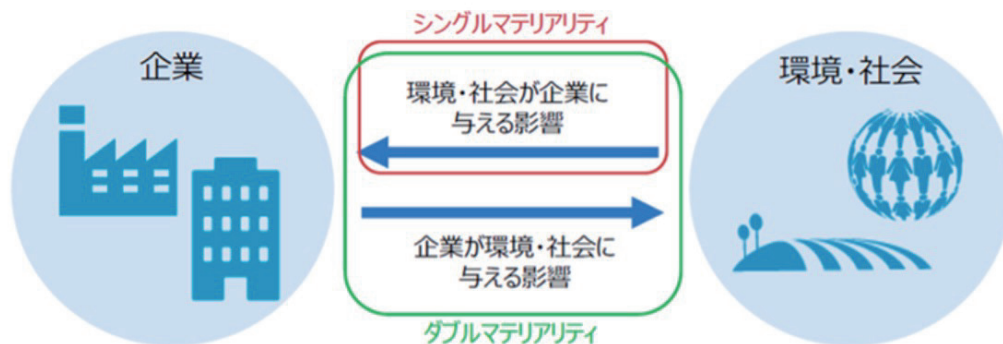 シングルマテリアリティ
企業
環境・社会が企業に
与える影響
環境・社会
企業が環境・社会に
与える影響
ダブルマテリアリティ